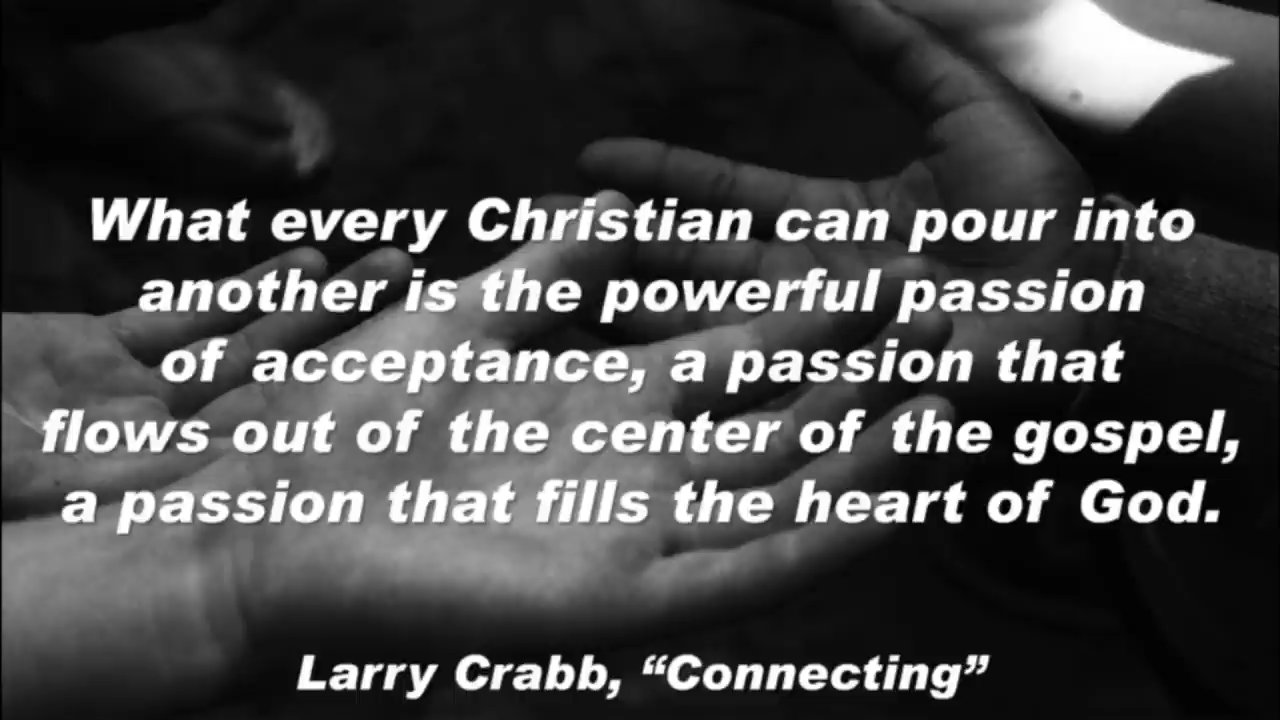 What every Christian can pour into
another is the powerful passion
of acceptance, a passion that
flows out of the center of the gospel,
a passion that fills the heart of God.
Larry Crabb, “Connecting”